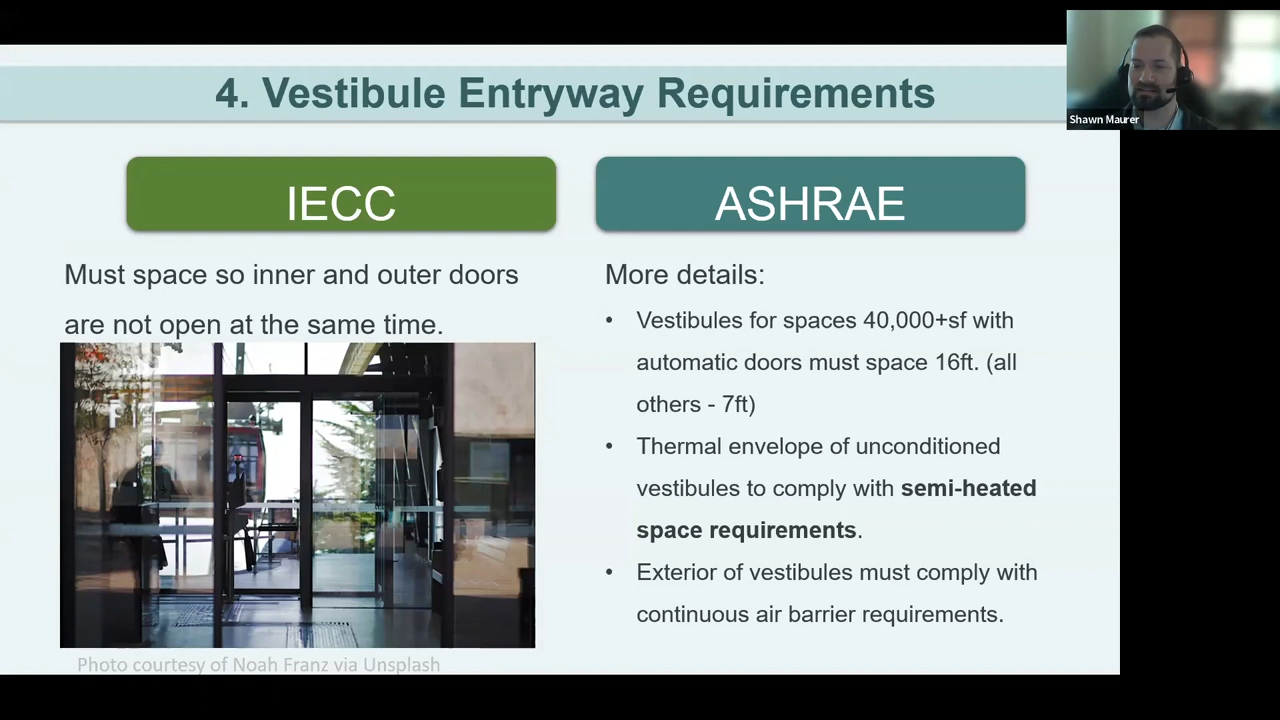 4. Vestibule Entryway Requirements
Shawn Maurer
IECC
Must space so inner and outer doors
are not open at the same time.
Photo courtesy of Noah Franz via Unsplash
ASHRAE
More details:
• Vestibules for spaces 40,000+sf with
automatic doors must space 16ft. (all
others - 7ft)
• Thermal envelope of unconditioned
vestibules to comply with semi-heated
space requirements.
• Exterior of vestibules must comply with
continuous air barrier requirements.